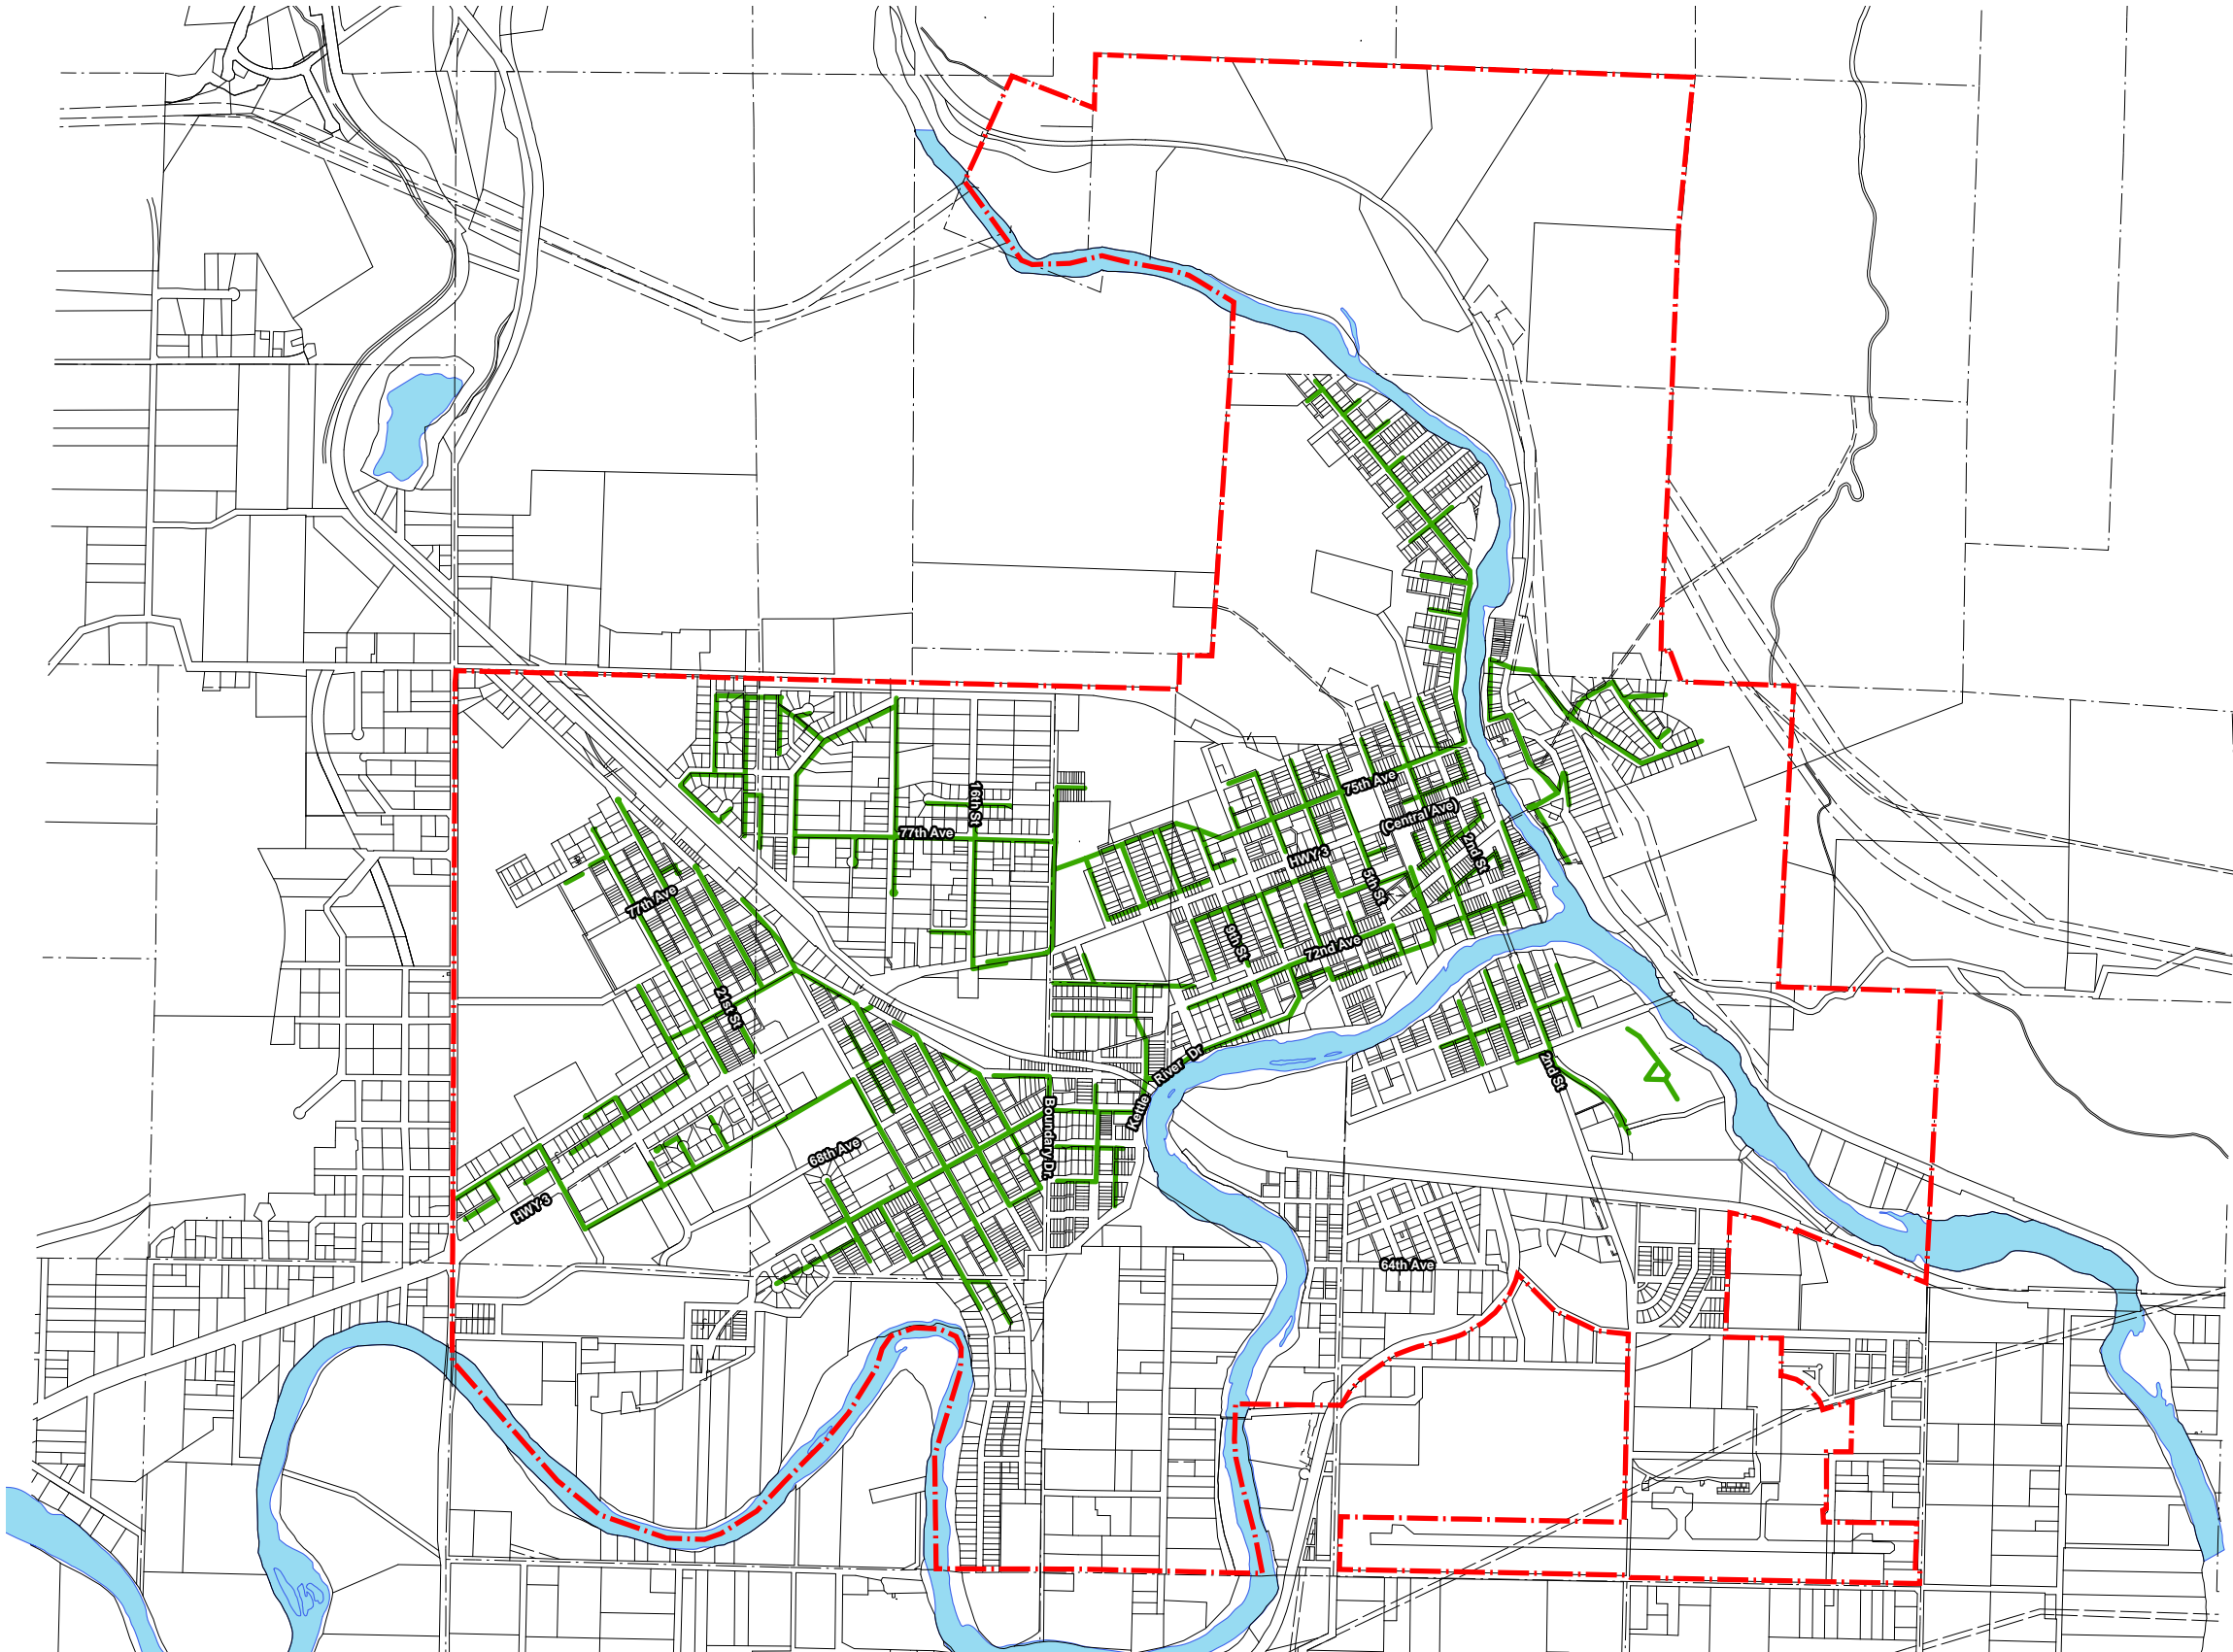 75th Ave
16th St
(Central Ave)
77th Ave
2nd St
HWY 3
5th St
77th Ave
9th St
72nd Ave
21st St
River Dr
2nd St
Kettle
Boundary Dr.
68th Ave
HWY 3
64th Ave